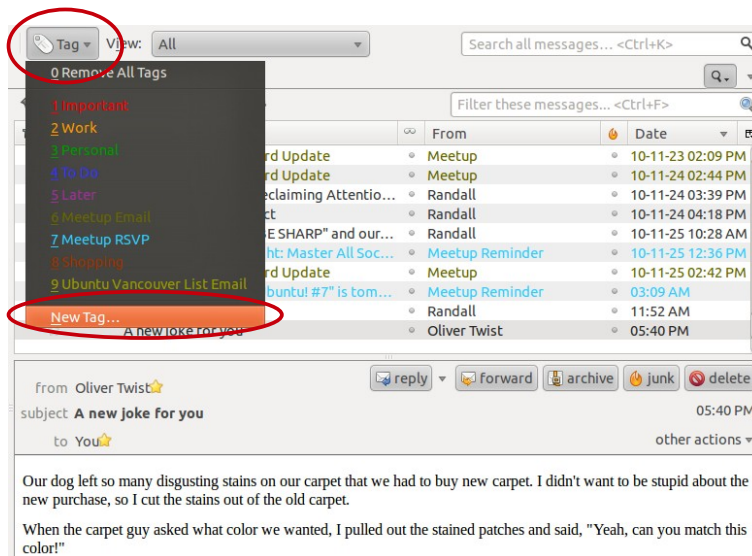 Tag View: All Search all messages... <Ctrl+K>
0 Remove All Tags
Filter these messages... <Ctrl+F>
1 Important
2 Work From Date
3 Personal rd Update Meetup 10-11-23 02:09 PM
4 To Do rd Update Meetup 10-11-24 02:44 PM
5 Later eclaiming Attentio... Randall 10-11-24 03:39 PM
6 Meetup Email ct Randall 10-11-24 04:18 PM
7 Meetup RSVP E SHARP" and our... Randall 10-11-25 10:28 AM
8 Shopping ht: Master All Soc... Meetup Reminder 10-11-25 12:36 PM
9 Ubuntu Vancouver List Email rd Update Meetup 10-11-25 02:42 PM
buntu! #7" is tom... Meetup Reminder 03:09 AM
New Tag... Randall 11:52 AM
A new joke for you Oliver Twist 05:40 PM
reply forward archive junk delete
from Oliver Twist
subject A new joke for you 05:40 PM
to You other actions
Our dog left so many disgusting stains on our carpet that we had to buy new carpet. I didn't want to be stupid about the
new purchase, so I cut the stains out of the old carpet.
When the carpet guy asked what color we wanted, I pulled out the stained patches and said, "Yeah, can you match this
color!"